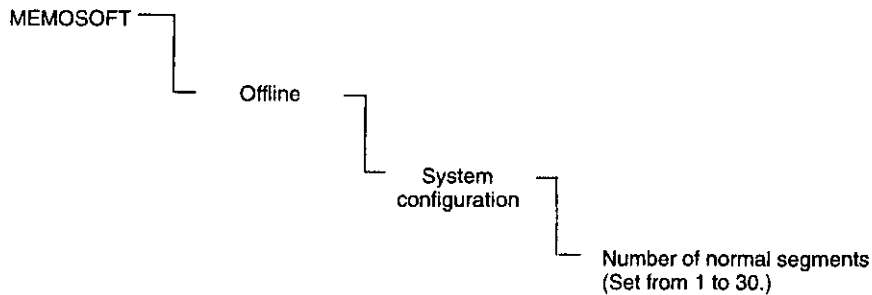 MEMOSOFT
Offline
System
configuration
Number of normal segments
(Set from 1 to 30.)